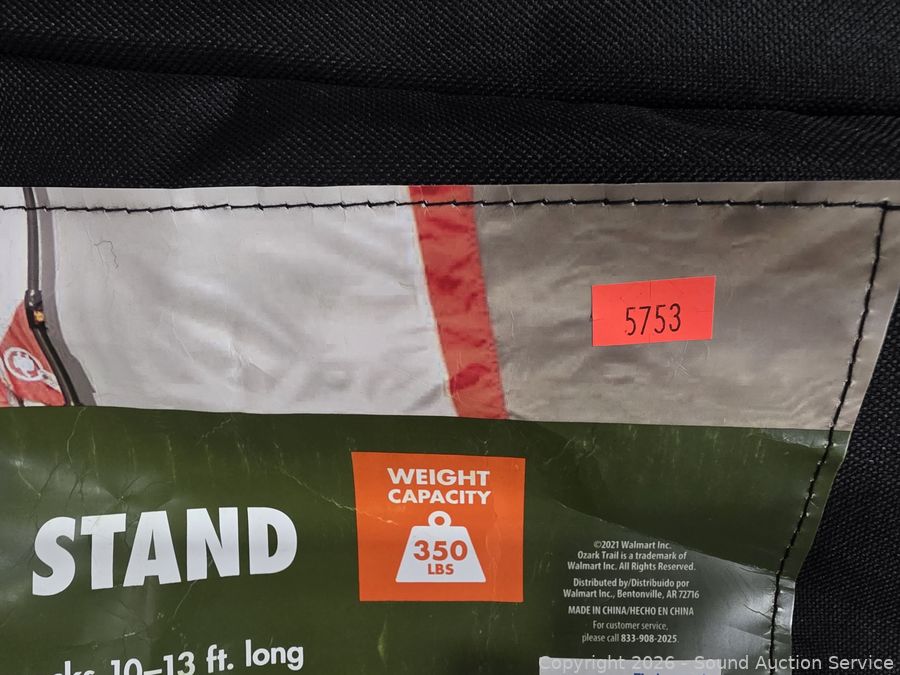 5753
WEIGHT
CAPACITY
350
LBS
STAND
©2021 Walmart Inc.
Ozark Trail is a trademark of
Walmart Inc. All Rights Reserved.
Distributed by/Distribuido por
Walmart Inc., Bentonville, AR 72716
MADE IN CHINA/HECHO EN CHINA
For customer service,
please call 833-908-2025.
10–13 ft. long
Copyright 2026 - Sound Auction Service